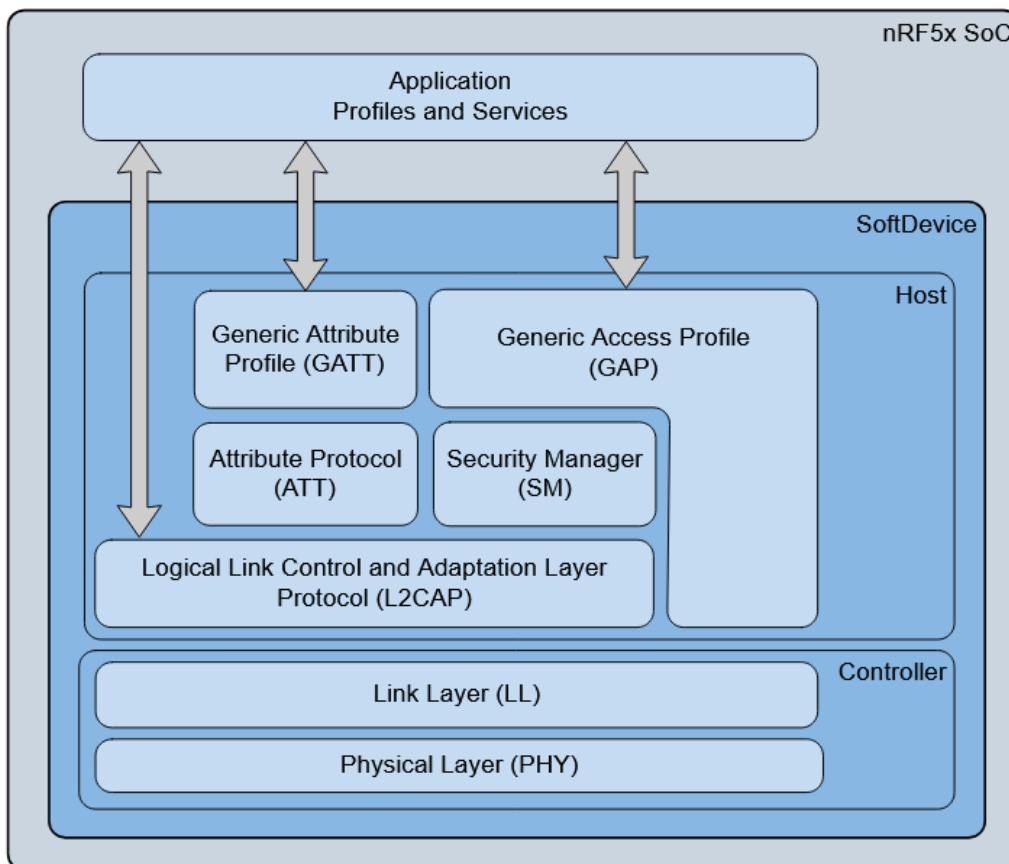 nRF5x SoC
Application
Profiles and Services
SoftDevice
Host
Generic Attribute
Profile (GATT)
Generic Access Profile
(GAP)
Attribute Protocol
(ATT)
Security Manager
(SM)
Logical Link Control and Adaptation Layer
Protocol (L2CAP)
Controller
Link Layer (LL)
Physical Layer (PHY)